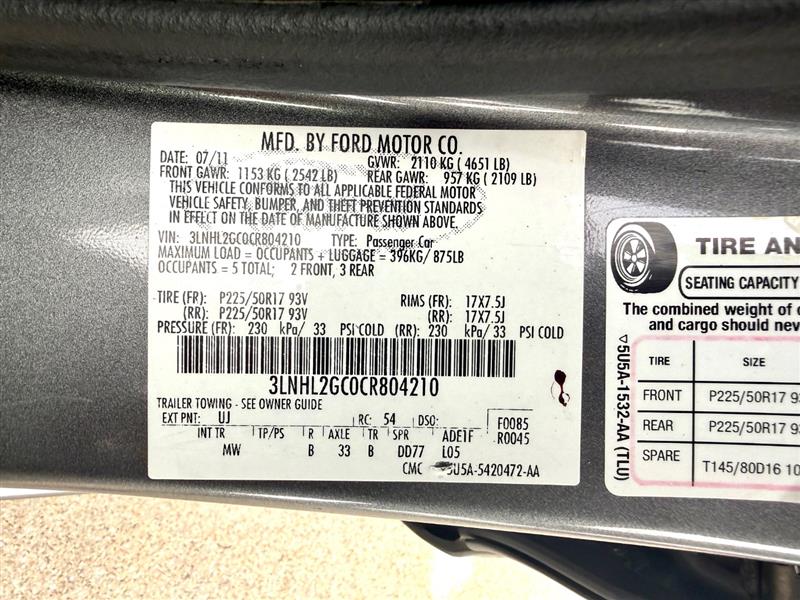 MFD. BY FORD MOTOR CO.
DATE: 07/11
GVWR: 2110 KG ( 4651 LB)
FRONT GAWR: 1153 KG ( 2542 LB)
REAR GAWR: 957 KG ( 2109 LB)
THIS VEHICLE CONFORMS TO ALL APPLICABLE FEDERAL MOTOR
VEHICLE SAFETY, BUMPER, AND THEFT PREVENTION STANDARDS
IN EFFECT ON THE DATE OF MANUFACTURE SHOWN ABOVE.
VIN: 3LNHL2GC0CR804210 TYPE: Passenger Car
MAXIMUM LOAD = OCCUPANTS + LUGGAGE = 396KG/ 875LB
OCCUPANTS = 5 TOTAL; 2 FRONT, 3 REAR
TIRE (FR): P225/50R17 93V RIMS (FR): 17X7.5J
(RR): P225/50R17 93V (RR): 17X7.5J
PRESSURE (FR): 230 kPa/ 33 PSI COLD (RR): 230 kPa/ 33 PSI COLD
3LNHL2GC0CR804210
TRAILER TOWING - SEE OWNER GUIDE
EXT PNT: UJ RC: 54 DSO: F0085
INT TR TP/PS R AXLE TR SPR ADE1F R0045
MW B 33 B DD77 L05
CMC 5U5A-5420472-AA
TIRE AN
SEATING CAPACITY
The combined weight of
and cargo should neve
TIRE SIZE
FRONT P225/50R17 93
REAR P225/50R17 93
SPARE T145/80D16 10
5U5A-1532-AA (TLU)